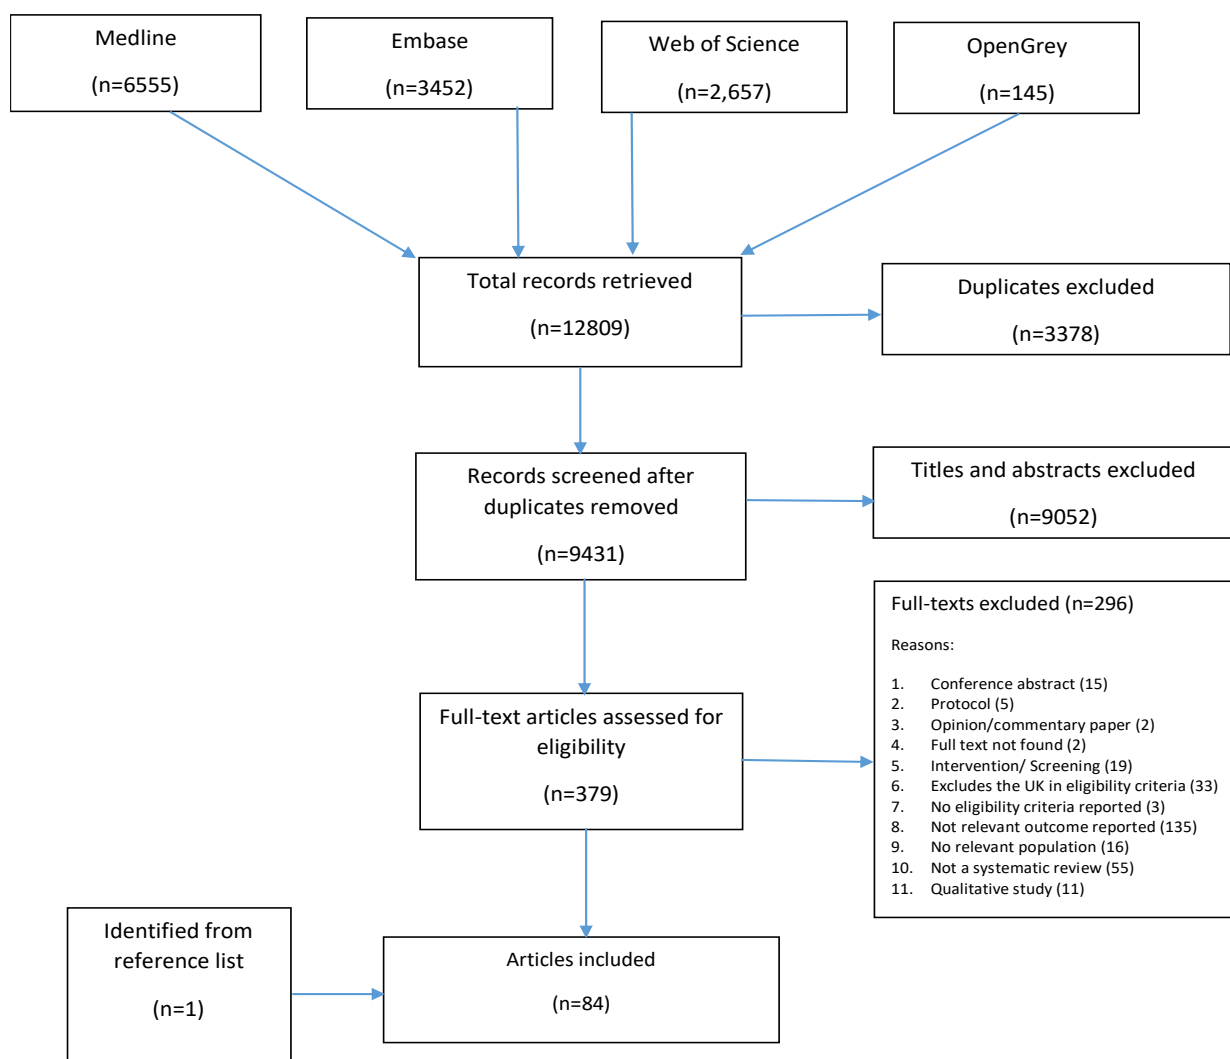 Medline
(n=6555)
Embase
(n=3452)
Web of Science
(n=2,657)
OpenGrey
(n=145)
Total records retrieved
(n=12809)
Duplicates excluded
(n=3378)
Records screened after
duplicates removed
(n=9431)
Titles and abstracts excluded
(n=9052)
Full-text articles assessed for
eligibility
(n=379)
Full-texts excluded (n=296)
Reasons:
1. Conference abstract (15)
2. Protocol (5)
3. Opinion/commentary paper (2)
4. Full text not found (2)
5. Intervention/ Screening (19)
6. Excludes the UK in eligibility criteria (33)
7. No eligibility criteria reported (3)
8. Not relevant outcome reported (135)
9. No relevant population (16)
10. Not a systematic review (55)
11. Qualitative study (11)
Identified from
reference list
(n=1)
Articles included
(n=84)